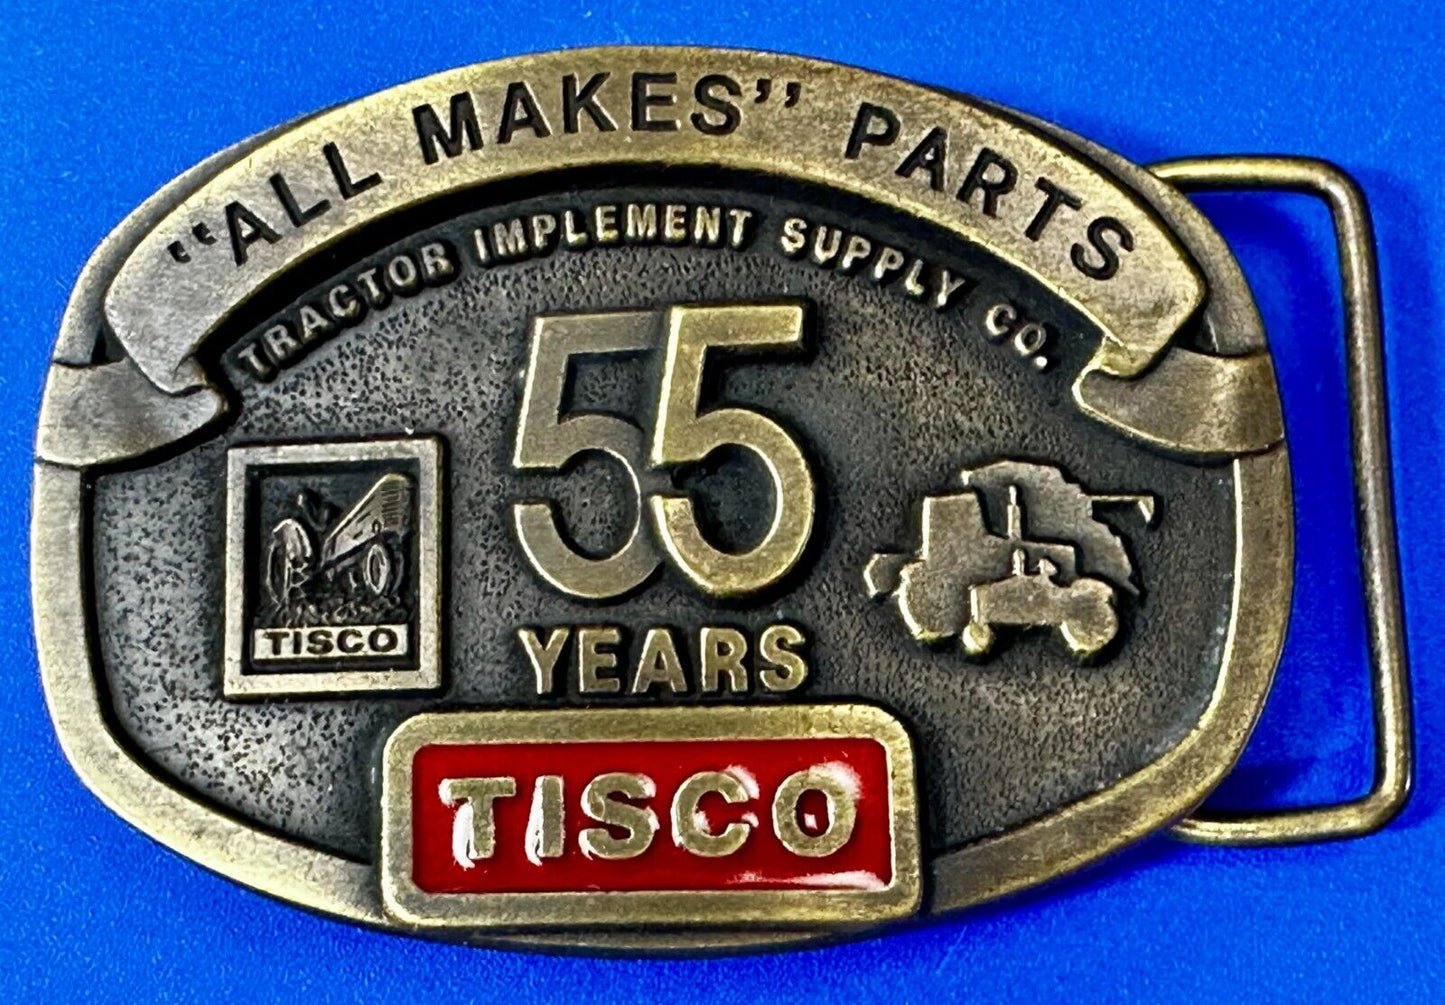 "ALL MAKES" PARTS
TRACTOR IMPLEMENT SUPPLY CO.
55
YEARS
TISCO
TISCO